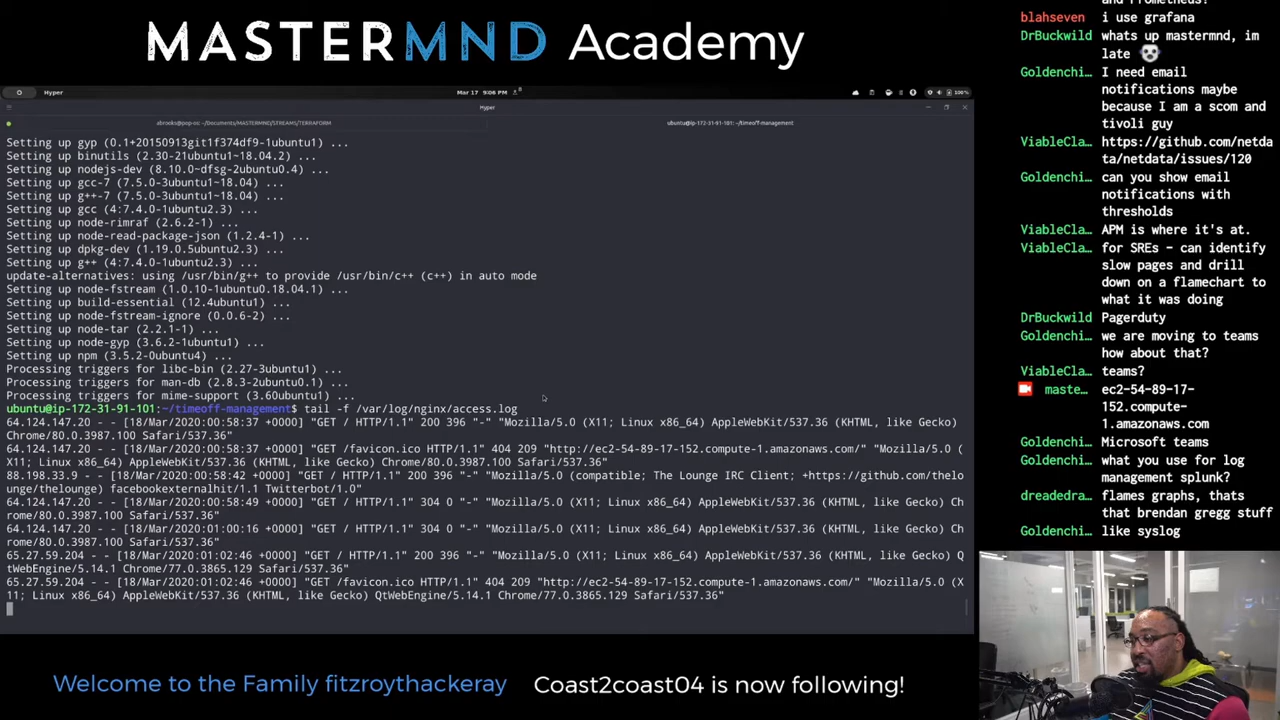 MASTERMND Academy
Hyper
Mar 17 9:06 PM
100%
Hyper
abrooks@pop-os: ~/Documents/MASTERMND/STREAMS/TERRAFORM
ubuntu@ip-172-31-91-101: ~/timeoff-management
Setting up gyp (0.1+20150913git1f374df9-1ubuntu1) ...
Setting up binutils (2.30-21ubuntu1~18.04.2) ...
Setting up nodejs-dev (8.10.0~dfsg-2ubuntu0.4) ...
Setting up gcc-7 (7.5.0-3ubuntu1~18.04) ...
Setting up g++-7 (7.5.0-3ubuntu1~18.04) ...
Setting up gcc (4:7.4.0-1ubuntu2.3) ...
Setting up node-rimraf (2.6.2-1) ...
Setting up node-read-package-json (1.2.4-1) ...
Setting up dpkg-dev (1.19.0.5ubuntu2.3) ...
Setting up g++ (4:7.4.0-1ubuntu2.3) ...
update-alternatives: using /usr/bin/g++ to provide /usr/bin/c++ (c++) in auto mode
Setting up node-fstream (1.0.10-1ubuntu0.18.04.1) ...
Setting up build-essential (12.4ubuntu1) ...
Setting up node-fstream-ignore (0.0.6-2) ...
Setting up node-tar (2.2.1-1) ...
Setting up node-gyp (3.6.2-1ubuntu1) ...
Setting up npm (3.5.2-0ubuntu4) ...
Processing triggers for libc-bin (2.27-3ubuntu1) ...
Processing triggers for man-db (2.8.3-2ubuntu0.1) ...
Processing triggers for mime-support (3.60ubuntu1) ...
ubuntu@ip-172-31-91-101:~/timeoff-management$ tail -f /var/log/nginx/access.log
64.124.147.20 - - [18/Mar/2020:00:58:37 +0000] "GET / HTTP/1.1" 200 396 "-" "Mozilla/5.0 (X11; Linux x86_64) AppleWebKit/537.36 (KHTML, like Gecko)
Chrome/80.0.3987.100 Safari/537.36"
64.124.147.20 - - [18/Mar/2020:00:58:37 +0000] "GET /favicon.ico HTTP/1.1" 404 209 "http://ec2-54-89-17-152.compute-1.amazonaws.com/" "Mozilla/5.0 (
X11; Linux x86_64) AppleWebKit/537.36 (KHTML, like Gecko) Chrome/80.0.3987.100 Safari/537.36"
88.198.33.9 - - [18/Mar/2020:00:58:42 +0000] "GET / HTTP/1.1" 200 396 "-" "Mozilla/5.0 (compatible; The Lounge IRC Client; +https://github.com/thelo
unge/thelounge) facebookexternalhit/1.1 Twitterbot/1.0"
64.124.147.20 - - [18/Mar/2020:00:58:49 +0000] "GET / HTTP/1.1" 304 0 "-" "Mozilla/5.0 (X11; Linux x86_64) AppleWebKit/537.36 (KHTML, like Gecko) Ch
rome/80.0.3987.100 Safari/537.36"
64.124.147.20 - - [18/Mar/2020:01:00:16 +0000] "GET / HTTP/1.1" 304 0 "-" "Mozilla/5.0 (X11; Linux x86_64) AppleWebKit/537.36 (KHTML, like Gecko) Ch
rome/80.0.3987.100 Safari/537.36"
65.27.59.204 - - [18/Mar/2020:01:02:46 +0000] "GET / HTTP/1.1" 200 396 "-" "Mozilla/5.0 (X11; Linux x86_64) AppleWebKit/537.36 (KHTML, like Gecko) Q
tWebEngine/5.14.1 Chrome/77.0.3865.129 Safari/537.36"
65.27.59.204 - - [18/Mar/2020:01:02:46 +0000] "GET /favicon.ico HTTP/1.1" 404 209 "http://ec2-54-89-17-152.compute-1.amazonaws.com/" "Mozilla/5.0 (X
11; Linux x86_64) AppleWebKit/537.36 (KHTML, like Gecko) QtWebEngine/5.14.1 Chrome/77.0.3865.129 Safari/537.36"
and Prometheus?
blahseven i use grafana
DrBuckwild whats up mastermnd, im
late
Goldenchi... I need email
notifications maybe
because I am a scom and
tivoli guy
ViableCla... https://github.com/netda
ta/netdata/issues/120
Goldenchi... can you show email
notifications with
thresholds
ViableCla... APM is where it's at.
ViableCla... for SREs - can identify
slow pages and drill
down on a flamechart to
what it was doing
DrBuckwild Pagerduty
Goldenchi... we are moving to teams
how about that?
ViableCla... teams?
maste... ec2-54-89-17-
152.compute-
1.amazonaws.com
Goldenchi... Microsoft teams
Goldenchi... what you use for log
management splunk?
dreadedra... flames graphs, thats
that brendan gregg stuff
Goldenchi... like syslog
Welcome to the Family fitzroythackeray
Coast2coast04 is now following!